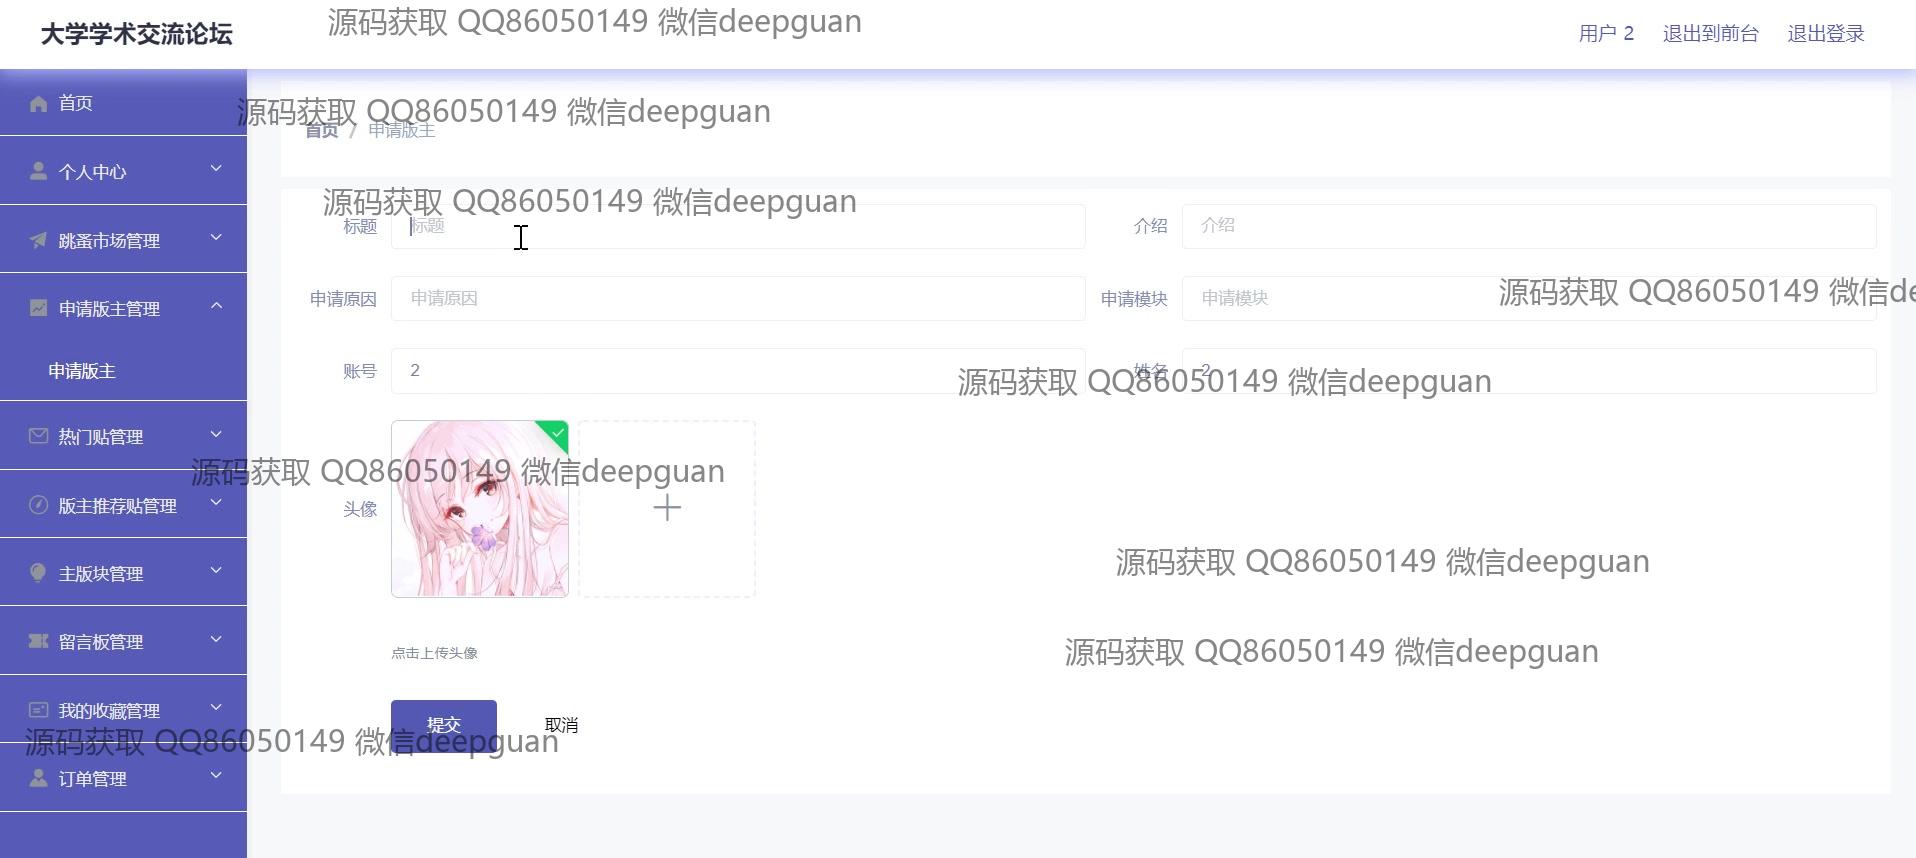 大学学术交流论坛
源码获取 QQ86050149 微信deepguan
用户 2
退出到前台
退出登录
首页
源码获取 QQ86050149 微信deepguan
首页 / 申请版主
个人中心
源码获取 QQ86050149 微信deepguan
标题
标题
介绍
介绍
跳蚤市场管理
申请原因
申请原因
申请模块
申请模块
源码获取 QQ86050149 微信de
申请版主管理
申请版主
账号
2
姓名
2
源码获取 QQ86050149 微信deepguan
热门贴管理
源码获取 QQ86050149 微信deepguan
版主推荐贴管理
头像
主版块管理
源码获取 QQ86050149 微信deepguan
留言板管理
点击上传头像
源码获取 QQ86050149 微信deepguan
我的收藏管理
提交
取消
源码获取 QQ86050149 微信deepguan
订单管理